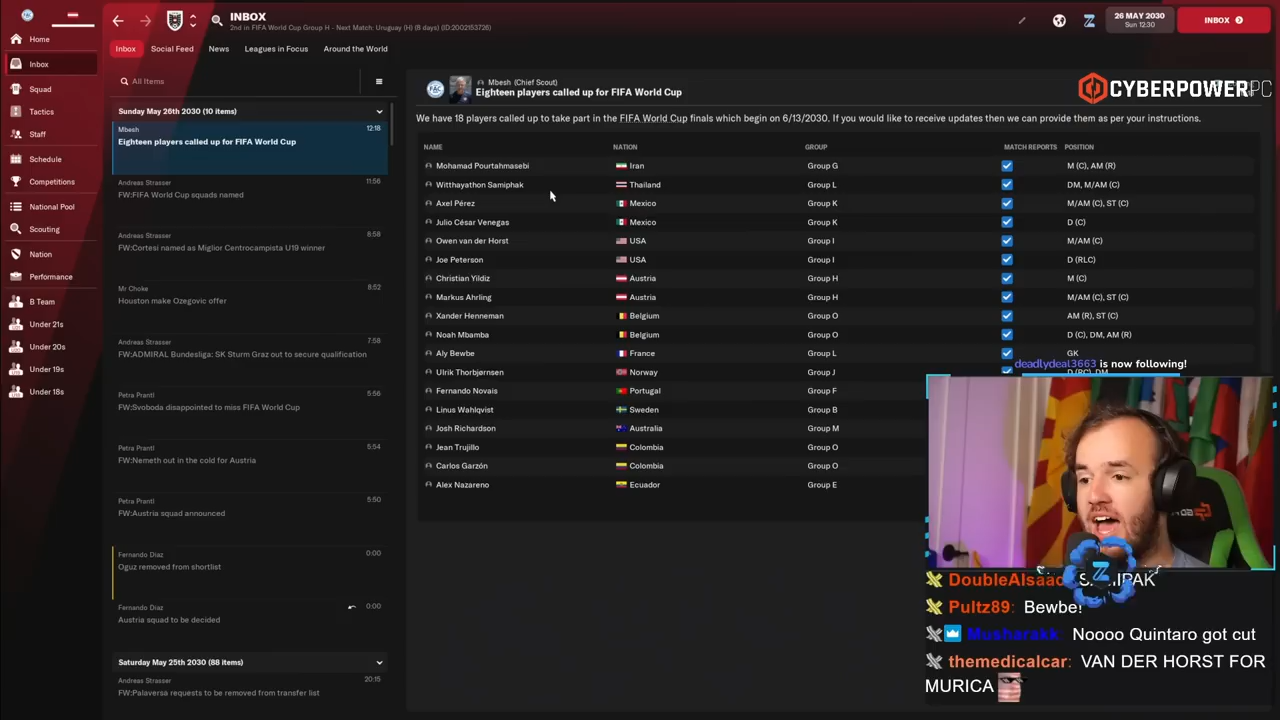 INBOX
2nd in FIFA World Cup Group H - Next Match: Uruguay (H) (8 days) (ID:2002153726)
26 MAY 2030
Sun 12:30
INBOX
Home
Inbox
Squad
Tactics
Staff
Schedule
Competitions
National Pool
Scouting
Nation
Performance
B Team
Under 21s
Under 20s
Under 19s
Under 18s
Inbox Social Feed News Leagues in Focus Around the World
All Items
Sunday May 26th 2030 (10 items)
Mbesh 12:18
Eighteen players called up for FIFA World Cup
Andreas Strasser 11:56
FW:FIFA World Cup squads named
Andreas Strasser 8:58
FW:Cortesi named as Miglior Centrocampista U19 winner
Mr Choke 8:52
Houston make Ozegovic offer
Andreas Strasser 7:58
FW:ADMIRAL Bundesliga: SK Sturm Graz out to secure qualification
Petra Prantl 5:56
FW:Svoboda disappointed to miss FIFA World Cup
Petra Prantl 5:54
FW:Nemeth out in the cold for Austria
Petra Prantl 5:50
FW:Austria squad announced
Fernando Diaz 0:00
Oguz removed from shortlist
Fernando Diaz 0:00
Austria squad to be decided
Saturday May 25th 2030 (88 items)
Andreas Strasser 20:15
FW:Palaversa requests to be removed from transfer list
Mbesh (Chief Scout)
Eighteen players called up for FIFA World Cup
CYBERPOWERPC
We have 18 players called up to take part in the FIFA World Cup finals which begin on 6/13/2030. If you would like to receive updates then we can provide them as per your instructions.
NAME NATION GROUP MATCH REPORTS POSITION
Mohamad Pourtahmasebi Iran Group G M (C), AM (R)
Witthayathon Samiphak Thailand Group L DM, M/AM (C)
Axel Pérez Mexico Group K M/AM (C), ST (C)
Julio César Venegas Mexico Group K D (C)
Owen van der Horst USA Group I M/AM (C)
Joe Peterson USA Group I D (RLC)
Christian Yildiz Austria Group H M (C)
Markus Ahrling Austria Group H M/AM (C), ST (C)
Xander Henneman Belgium Group O AM (R), ST (C)
Noah Mbamba Belgium Group O D (C), DM, AM (R)
Aly Bewbe France Group L GK
Ulrik Thorbjørnsen Norway Group J D (RC), DM
Fernando Novais Portugal Group F
Linus Wahlqvist Sweden Group B
Josh Richardson Australia Group M
Jean Trujillo Colombia Group O
Carlos Garzón Colombia Group O
Alex Nazareno Ecuador Group E
deadlydeal3663 is now following!
DoubleAlsaad
Pultz89: Bewbe!
Musharakk: Noooo Quintaro got cut
themedicalcar: VAN DER HORST FOR
MURICA